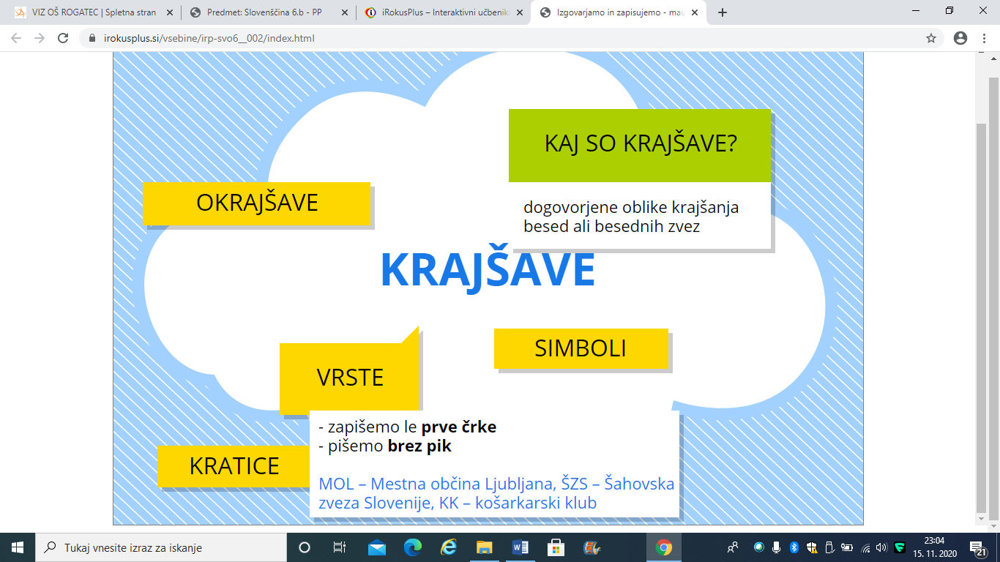 VIZ OŠ ROGATEC | Spletna stran
Predmet: Slovenščina 6.b - PP
iRokusPlus – Interaktivni učbenik
Izgovarjamo in zapisujemo - mau
irokusplus.si/vsebine/irp-svo6__002/index.html
KAJ SO KRAJŠAVE?
dogovorjene oblike krajšanja
besed ali besednih zvez
OKRAJŠAVE
KRAJŠAVE
SIMBOLI
VRSTE
- zapišemo le prve črke
- pišemo brez pik
KRATICE
MOL – Mestna občina Ljubljana, ŠZS – Šahovska
zveza Slovenije, KK – košarkarski klub
Tukaj vnesite izraz za iskanje
23:04
15. 11. 2020
21